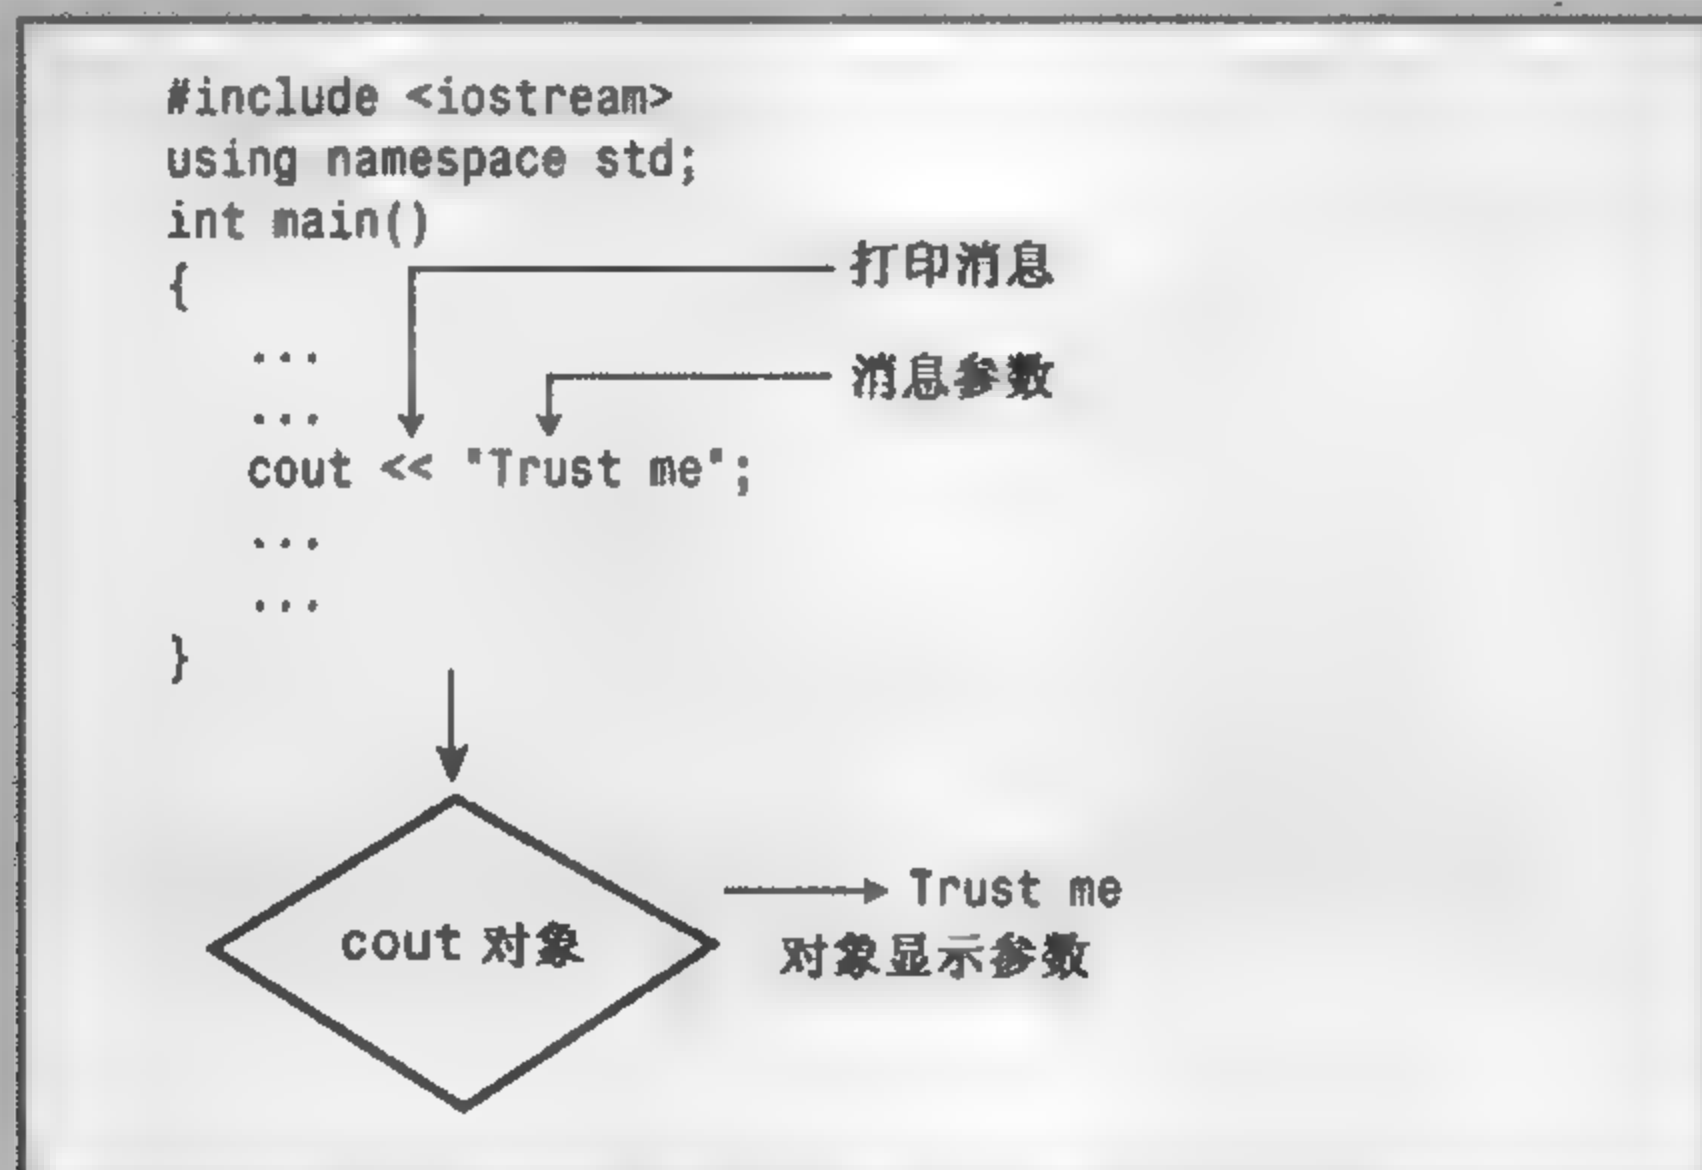 #include <iostream>
using namespace std;
int main()
{
打印消息
...
消息参数
...
cout << "Trust me";
...
...
}
Trust me
cout 对象
对象显示参数